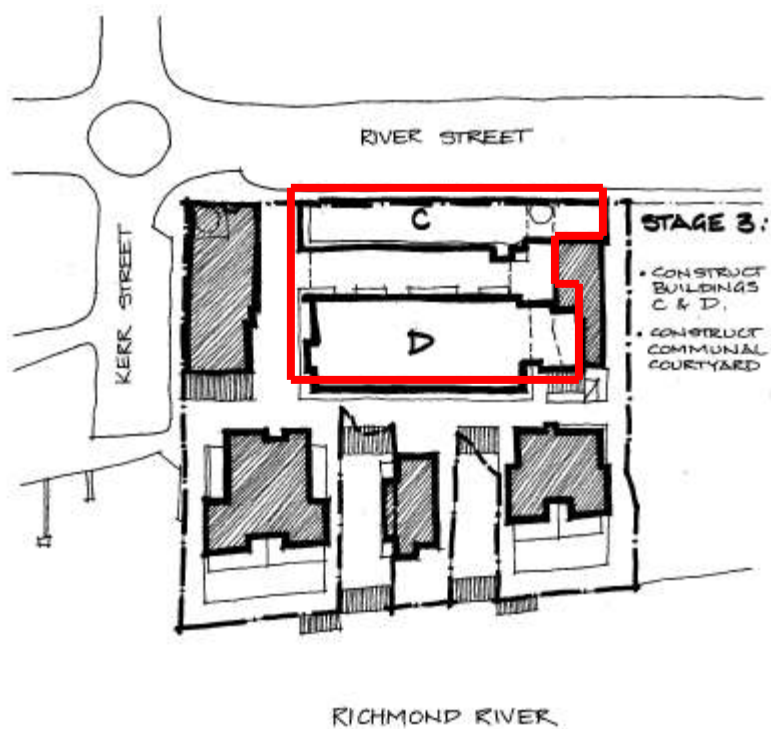 RIVER STREET
C
STAGE 3:
• CONSTRUCT
BUILDINGS
C & D.
• CONSTRUCT
COMMUNAL
COURTYARD
KERR STREET
D
RICHMOND RIVER